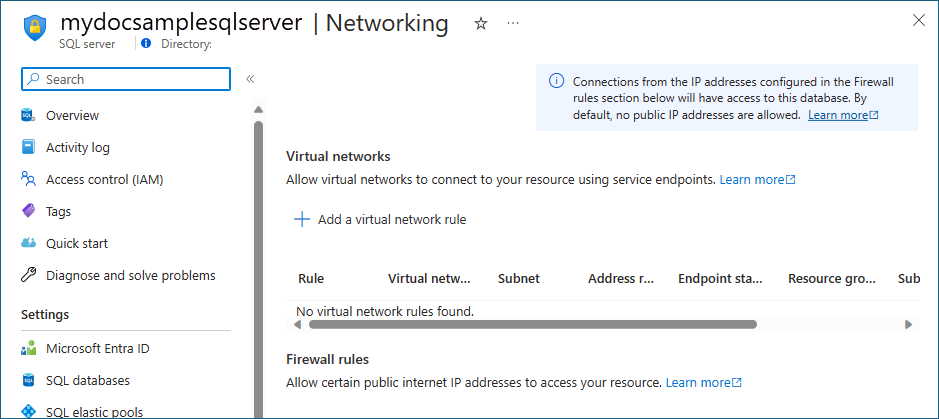 mydocsamplesqlserver | Networking ☆ ...
SQL server
Directory:
Search
Overview
Activity log
Access control (IAM)
Tags
Quick start
Diagnose and solve problems
Settings
Microsoft Entra ID
SQL databases
SQL elastic pools
Connections from the IP addresses configured in the Firewall
rules section below will have access to this database. By
default, no public IP addresses are allowed. Learn more
Virtual networks
Allow virtual networks to connect to your resource using service endpoints. Learn more
Add a virtual network rule
Rule Virtual netw... Subnet Address r... Endpoint sta... Resource gro... Sub
No virtual network rules found.
Firewall rules
Allow certain public internet IP addresses to access your resource. Learn more